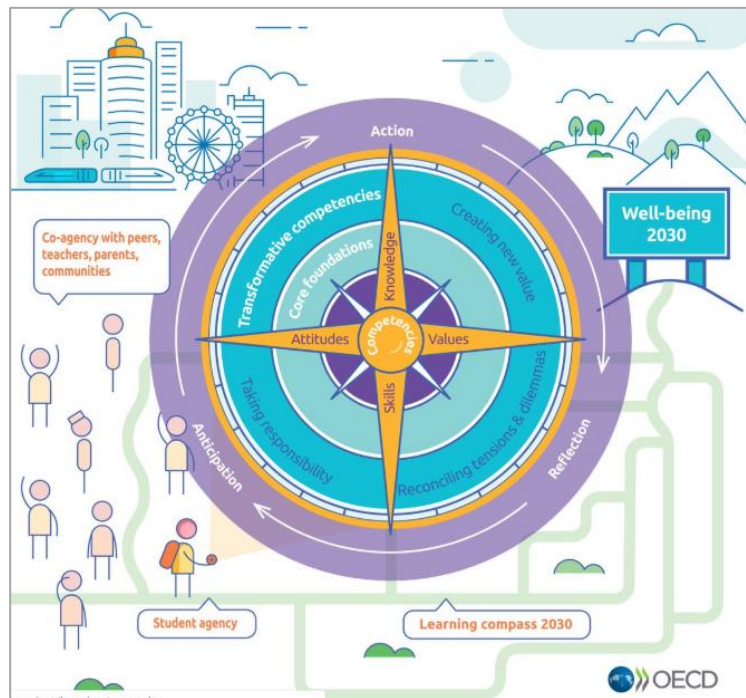 Action
Transformative competencies
Creating new value
Core foundations
Knowledge
Well-being
2030
Co-agency with peers,
teachers, parents,
communities
Attitudes
Competencies
Values
Skills
Taking responsibility
Reconciling tensions & dilemmas
Anticipation
Reflection
Student agency
Learning compass 2030
OECD